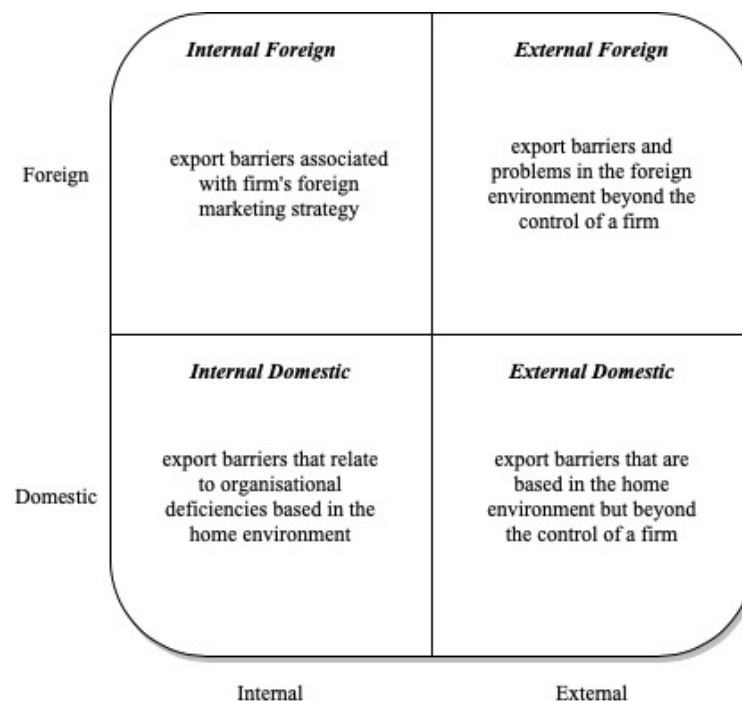 Internal Foreign
External Foreign
Foreign
export barriers associated
with firm's foreign
marketing strategy
export barriers and
problems in the foreign
environment beyond the
control of a firm
Internal Domestic
External Domestic
Domestic
export barriers that relate
to organisational
deficiencies based in the
home environment
export barriers that are
based in the home
environment but beyond
the control of a firm
Internal
External